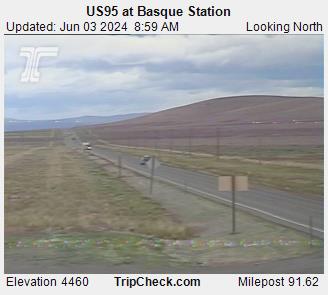 US95 at Basque Station
Updated: Jun 03 2024 8:59 AM
Looking North
Elevation 4460
TripCheck.com
Milepost 91.62